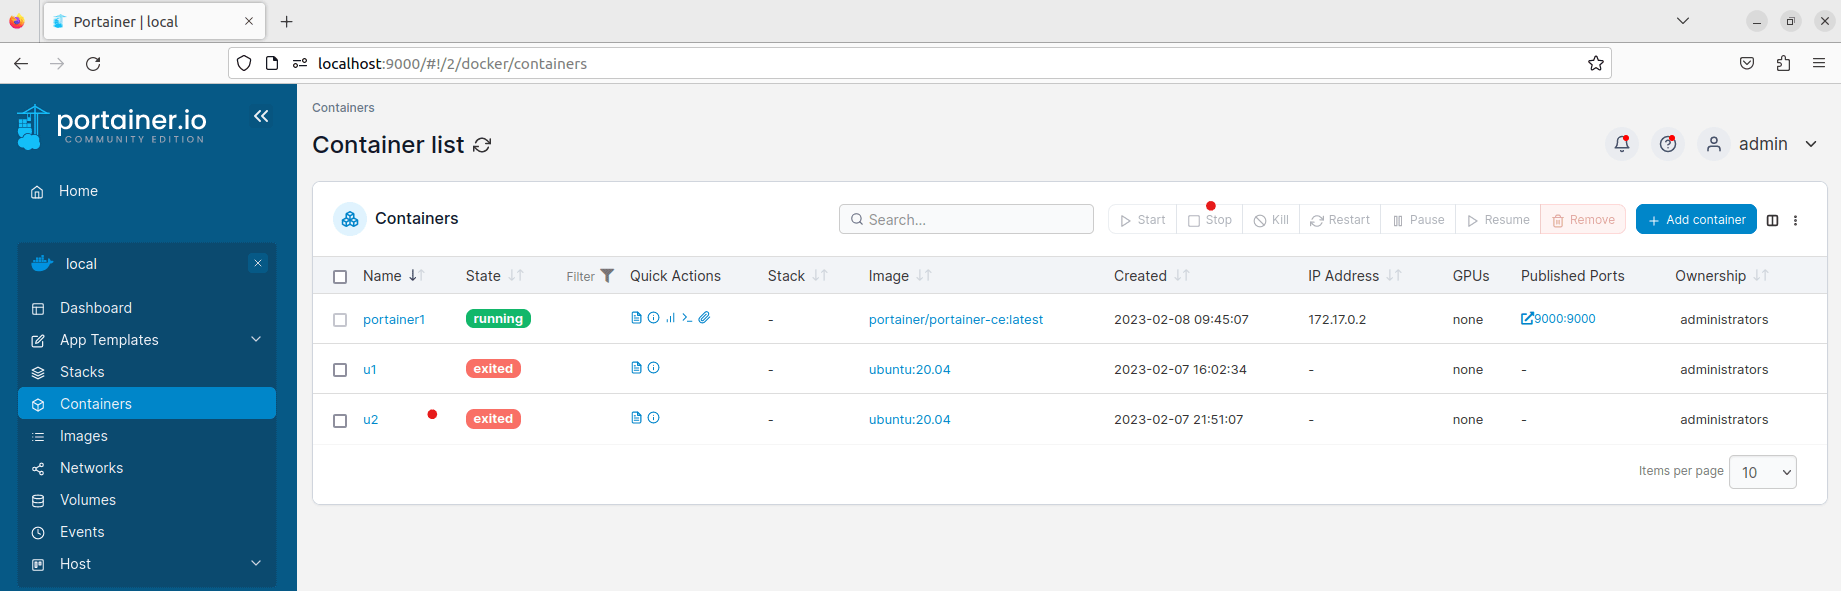 Portainer | local
localhost:9000/#!/2/docker/containers
portainer.io
COMMUNITY EDITION
Home
local
Dashboard
App Templates
Stacks
Containers
Images
Networks
Volumes
Events
Host
Containers
Container list
admin
Containers
Search...
Start Stop Kill Restart Pause Resume Remove
Add container
Name State Filter Quick Actions Stack Image Created IP Address GPUs Published Ports Ownership
portainer1 running - portainer/portainer-ce:latest 2023-02-08 09:45:07 172.17.0.2 none 9000:9000 administrators
u1 exited - ubuntu:20.04 2023-02-07 16:02:34 - none - administrators
u2 exited - ubuntu:20.04 2023-02-07 21:51:07 - none - administrators
Items per page 10